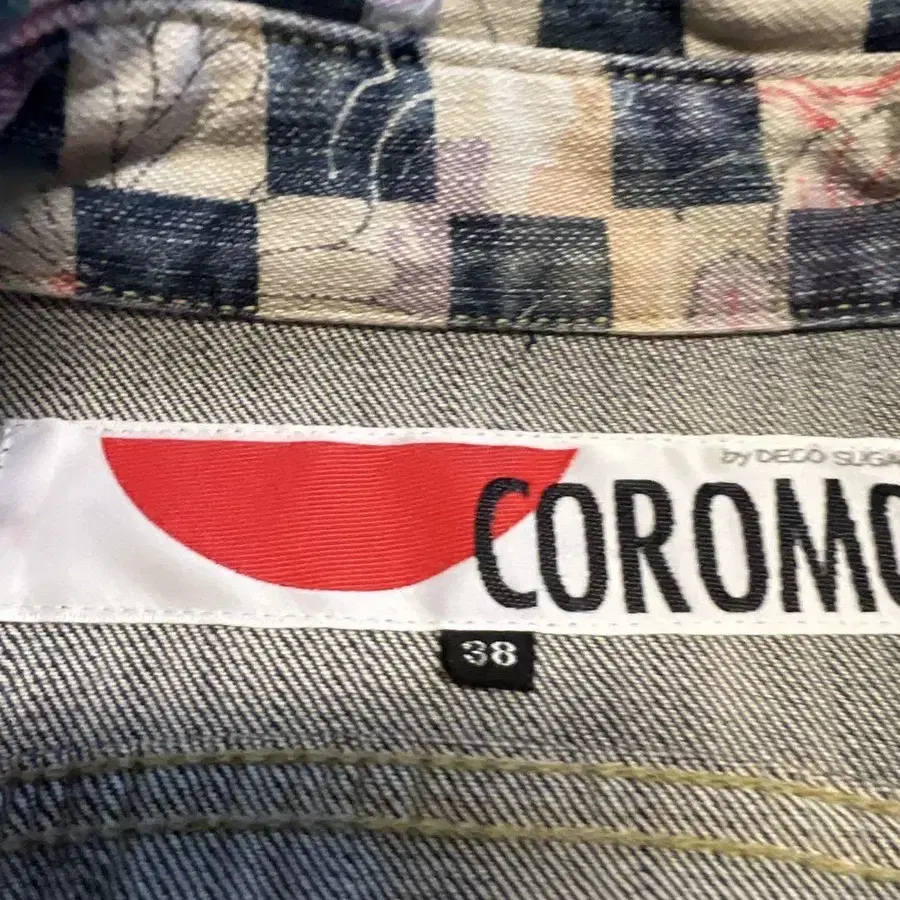 by DECO SUGA
COROMO
38